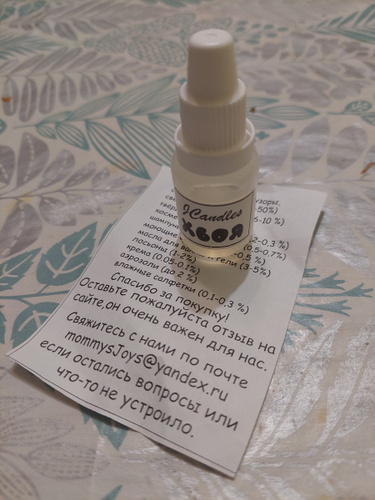 JCandles
ХВОЯ
-50%)
5-10 %)
2-0,3 %)
(0,5-0,7%)
-0,5 %)
масла для гели (3-5%)
лосьоны (1-2%)
крема (0.05-0.1%)
аэрозоли (до 2 %)
влажные салфетки (0,1-0,3 %)
Спасибо за покупку!
Оставьте пожалуйста отзыв на
сайте,он очень важен для нас.
Свяжитесь с нами по почте
mommysJoys@yandex.ru
если остались вопросы или
что-то не устроило.